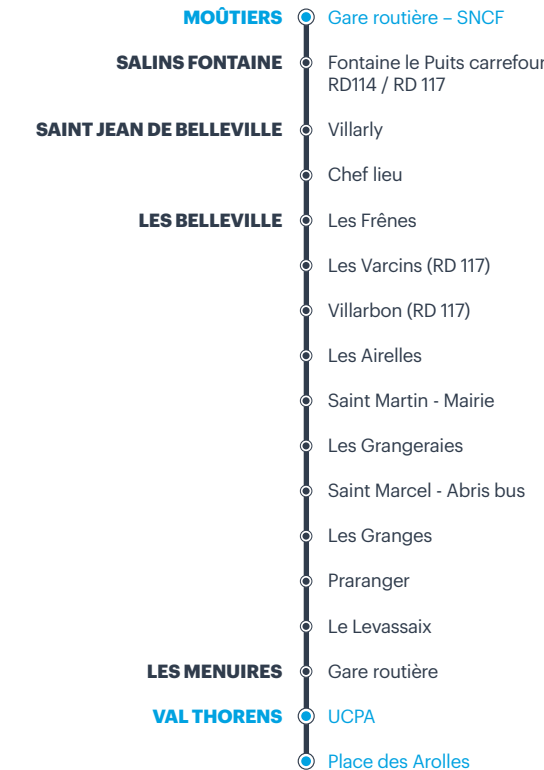 MOÛTIERS Gare routière – SNCF
SALINS FONTAINE Fontaine le Puits carrefour
RD114 / RD 117
SAINT JEAN DE BELLEVILLE Villarly
Chef lieu
LES BELLEVILLE Les Frênes
Les Varcins (RD 117)
Villarbon (RD 117)
Les Airelles
Saint Martin - Mairie
Les Grangeraies
Saint Marcel - Abris bus
Les Granges
Praranger
Le Levassaix
LES MENUIRES Gare routière
VAL THORENS UCPA
Place des Arolles